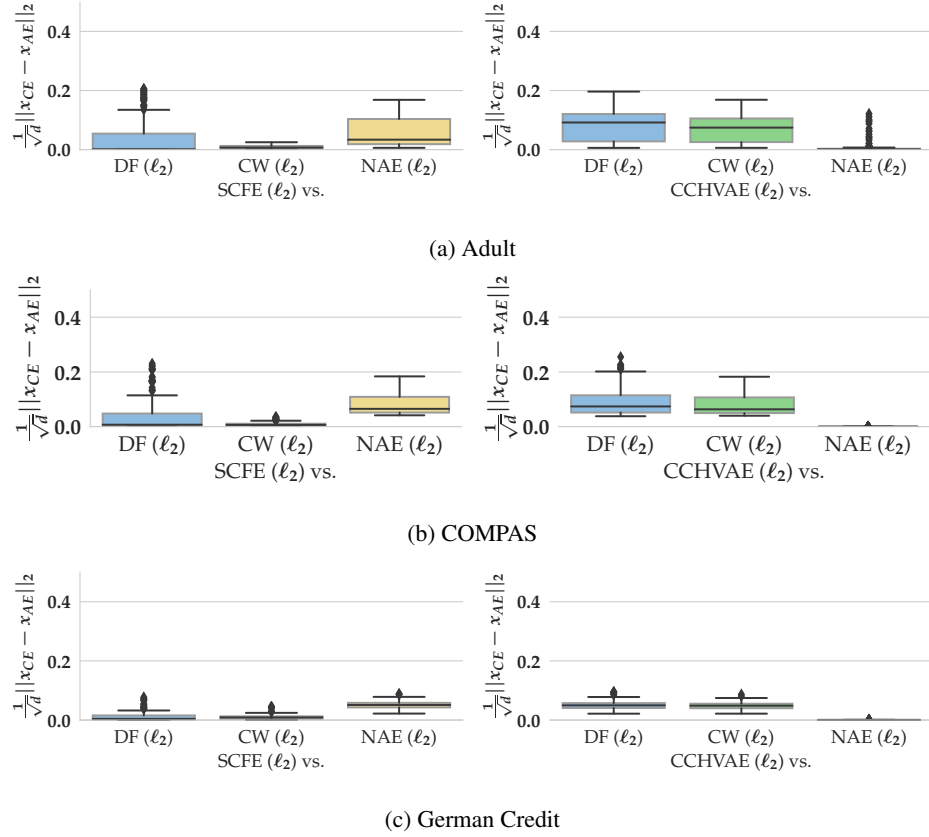 0.4
0.2
0.0
1/√d ||x_CE − x_AE||_2
DF (ℓ₂) CW (ℓ₂) NAE (ℓ₂)
SCFE (ℓ₂) vs.
0.4
0.2
0.0
1/√d ||x_CE − x_AE||_2
DF (ℓ₂) CW (ℓ₂) NAE (ℓ₂)
CCHVAE (ℓ₂) vs.
(a) Adult
0.4
0.2
0.0
1/√d ||x_CE − x_AE||_2
DF (ℓ₂) CW (ℓ₂) NAE (ℓ₂)
SCFE (ℓ₂) vs.
0.4
0.2
0.0
1/√d ||x_CE − x_AE||_2
DF (ℓ₂) CW (ℓ₂) NAE (ℓ₂)
CCHVAE (ℓ₂) vs.
(b) COMPAS
0.4
0.2
0.0
1/√d ||x_CE − x_AE||_2
DF (ℓ₂) CW (ℓ₂) NAE (ℓ₂)
SCFE (ℓ₂) vs.
0.4
0.2
0.0
1/√d ||x_CE − x_AE||_2
DF (ℓ₂) CW (ℓ₂) NAE (ℓ₂)
CCHVAE (ℓ₂) vs.
(c) German Credit